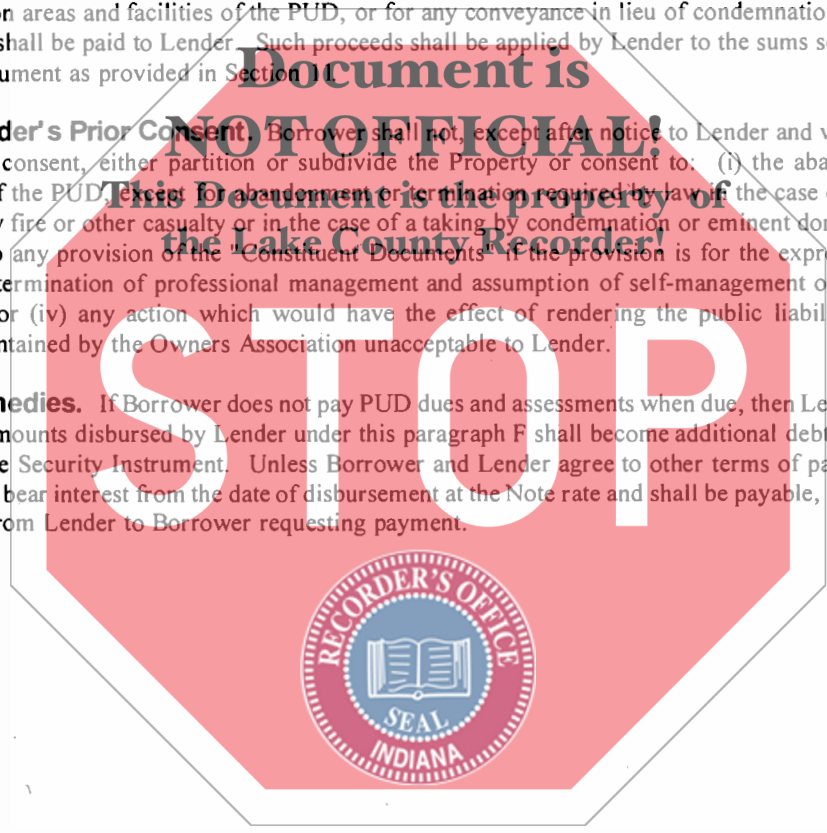 on areas and facilities of the PUD, or for any conveyance in lieu of condemnatio
shall be paid to Lender. Such proceeds shall be applied by Lender to the sums s
ument as provided in Section 11.
Document is
NOT OFFICIAL!
This Document is the property of
the Lake County Recorder!
der's Prior Consent. Borrower shall not, except after notice to Lender and
consent, either partition or subdivide the Property or consent to: (i) the aba
f the PUD, except for abandonment or termination required by law in the case
fire or other casualty or in the case of a taking by condemnation or eminent do
any provision of the "Constituent Documents" if the provision is for the expr
ermination of professional management and assumption of self-management o
or (iv) any action which would have the effect of rendering the public liabil
ntained by the Owners Association unacceptable to Lender.
STOP
nedies. If Borrower does not pay PUD dues and assessments when due, then Le
mounts disbursed by Lender under this paragraph F shall become additional debt
e Security Instrument. Unless Borrower and Lender agree to other terms of pa
bear interest from the date of disbursement at the Note rate and shall be payable,
rom Lender to Borrower requesting payment.
RECORDER'S OFFICE
SEAL
INDIANA